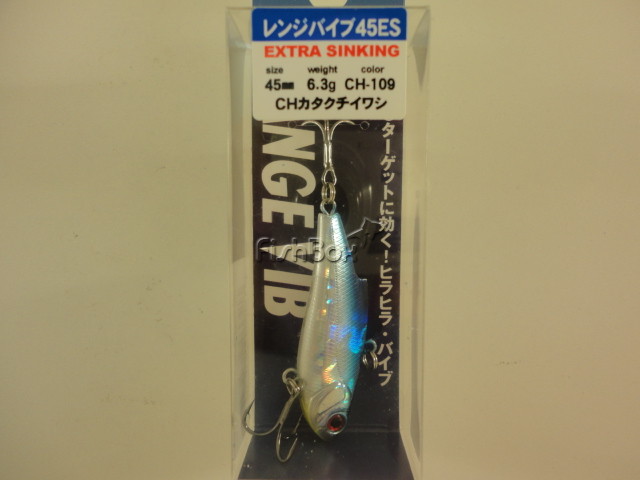 レンジバイブ45ES
EXTRA SINKING
size weight color
45mm 6.3g CH-109
CHカタクチイワシ
NGE VIB
ターゲットに効く!ヒラヒラ・バイブ
FishBox